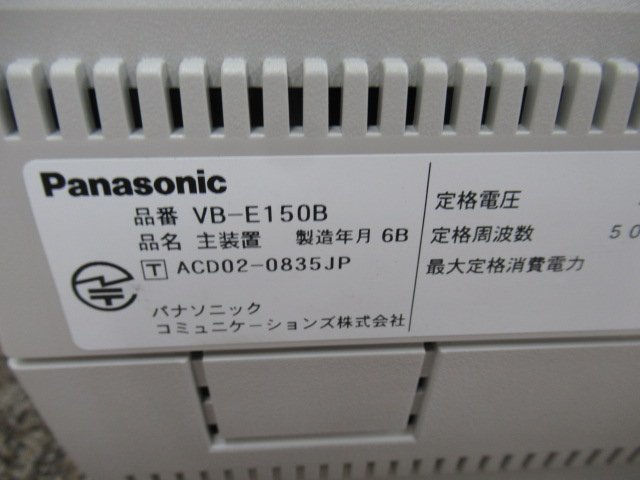 Panasonic
品番 VB-E150B
品名 主装置 製造年月 6B
T ACD02-0835JP
パナソニック
コミュニケーションズ株式会社
定格電圧
定格周波数 50
最大定格消費電力